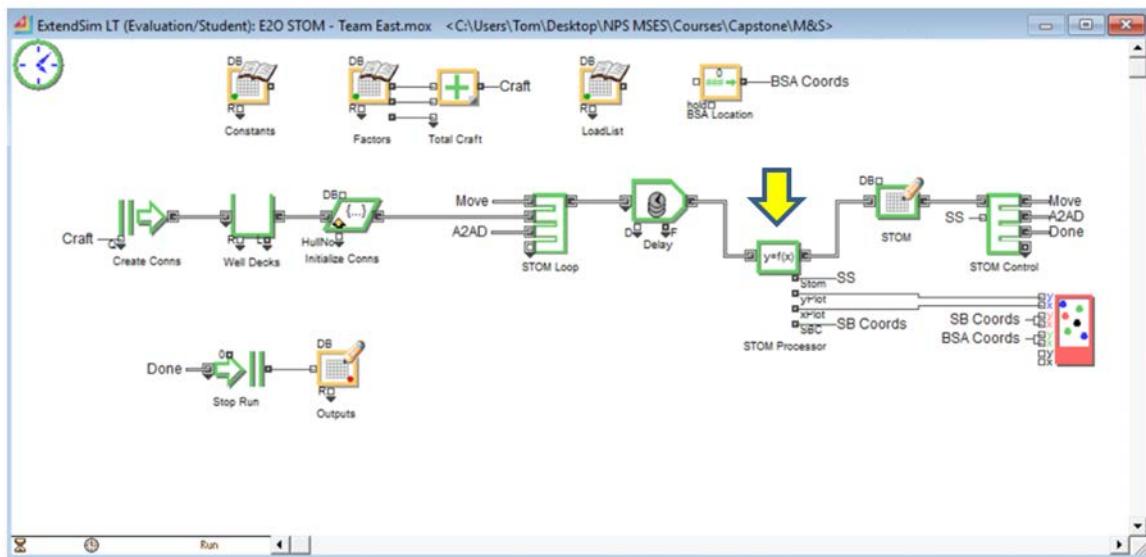 ExtendSim LT (Evaluation/Student): E2O STOM - Team East.mox <C:\Users\Tom\Desktop\NPS MSES\Courses\Capstone\M&S>
DB
R
Constants
DB
R
Factors
Total Craft
Craft
DB
R
LoadList
0
hold
BSA Location
BSA Coords
Craft
C
Create Conns
R
L
Well Decks
DB
{...}
HullNo
Initialize Conns
Move
A2AD
STOM Loop
D
F
Delay
y=f(x)
Stom
SS
yPlot
xPlot
SBC
SB Coords
STOM Processor
DB
STOM
SS
Move
A2AD
Done
STOM Control
SB Coords
BSA Coords
y
x
y
x
y
x
y
x
Done
0
Stop Run
DB
R
Outputs
Run